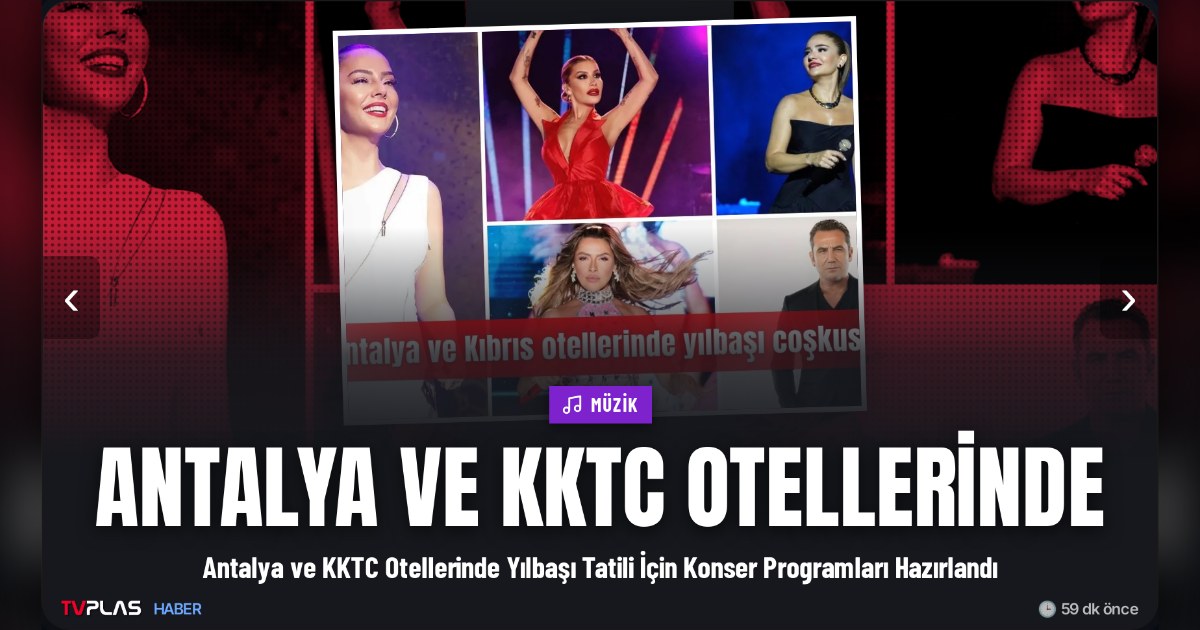 ntalya ve Kıbrıs otellerinde yılbaşı coşkus
MÜZİK
ANTALYA VE KKTC OTELLERİNDE
Antalya ve KKTC Otellerinde Yılbaşı Tatili İçin Konser Programları Hazırlandı
TVPLAS HABER
59 dk önce